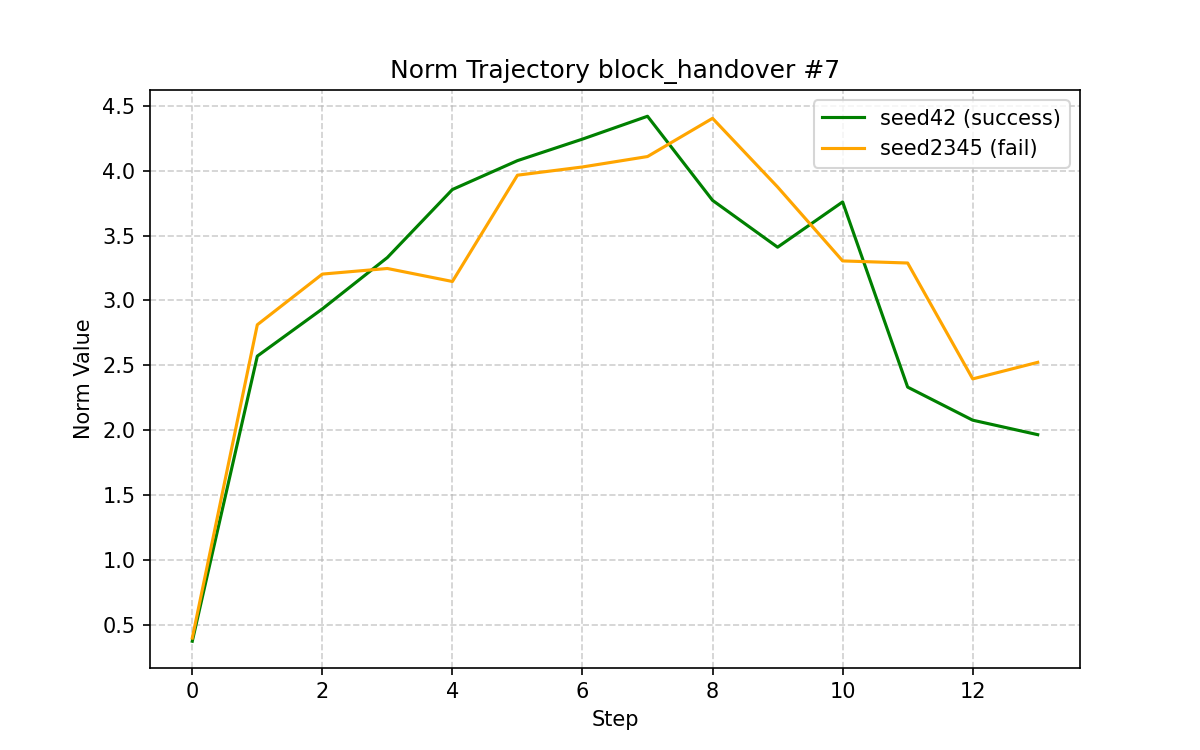 Norm Trajectory block_handover #7
seed42 (success)
seed2345 (fail)
4.5
4.0
3.5
3.0
2.5
2.0
1.5
1.0
0.5
Norm Value
0 2 4 6 8 10 12
Step